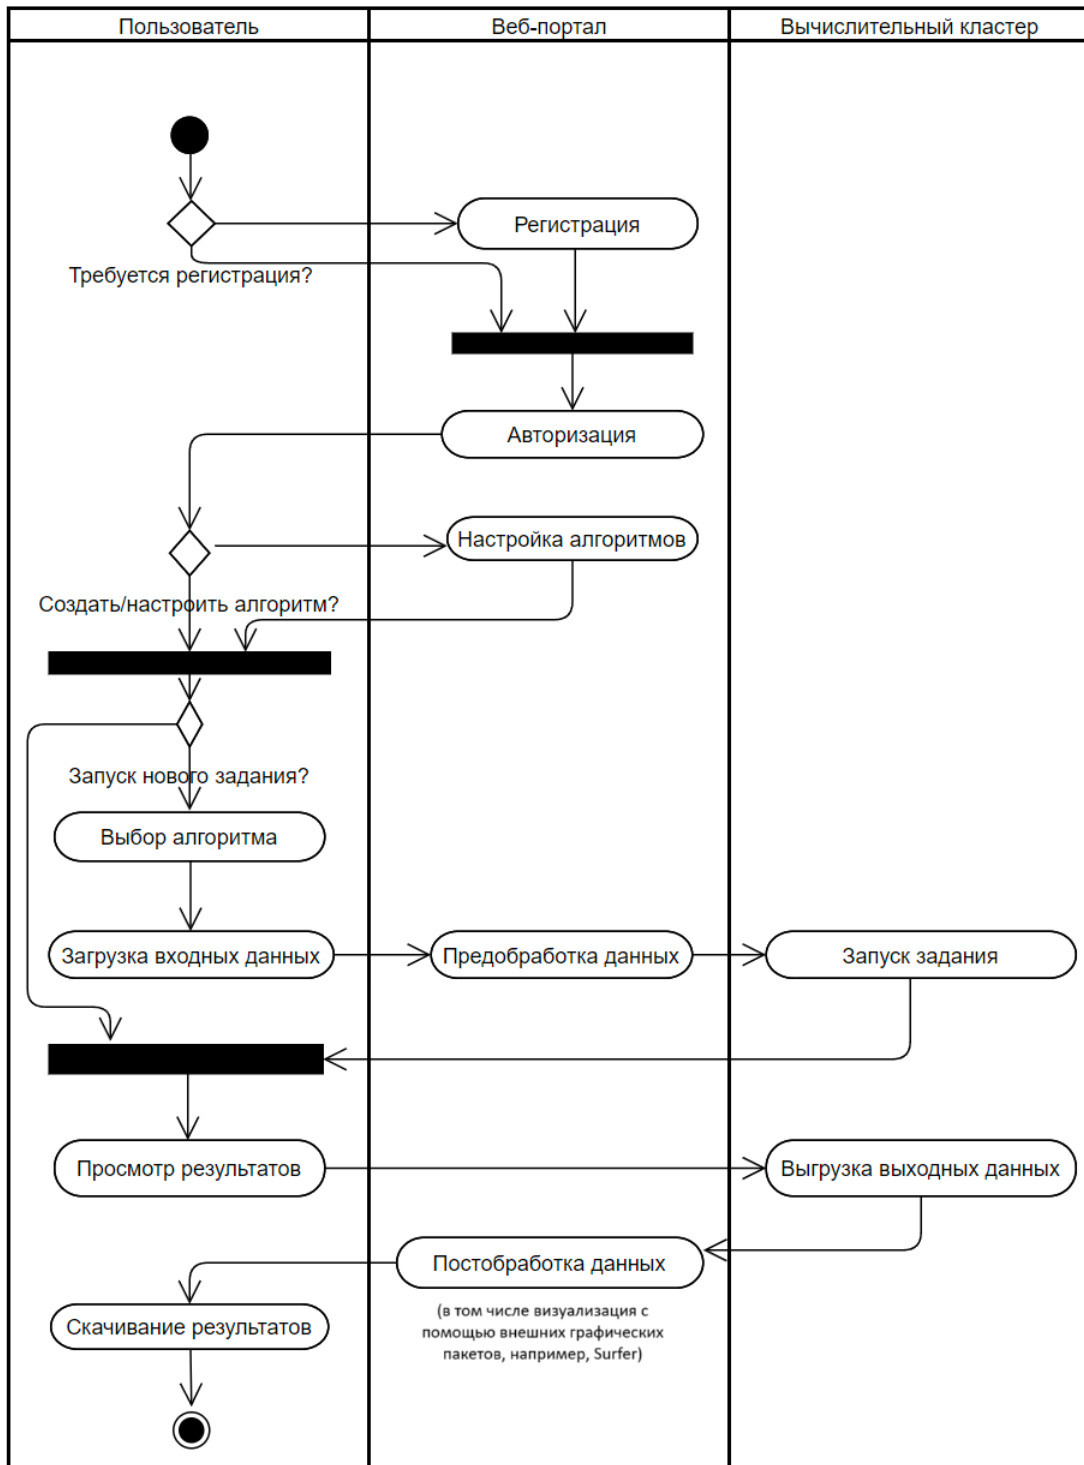 Пользователь
Веб-портал
Вычислительный кластер
Регистрация
Требуется регистрация?
Авторизация
Настройка алгоритмов
Создать/настроить алгоритм?
Запуск нового задания?
Выбор алгоритма
Загрузка входных данных
Предобработка данных
Запуск задания
Просмотр результатов
Выгрузка выходных данных
Постобработка данных
(в том числе визуализация с
помощью внешних графических
пакетов, например, Surfer)
Скачивание результатов